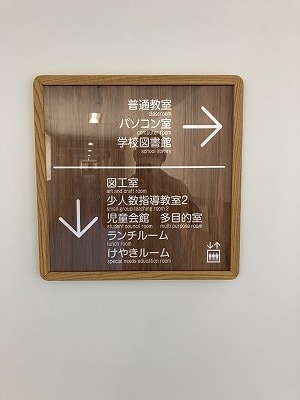 普通教室
classroom
パソコン室
computer room
学校図書館
school library
図工室
art and craft room
少人数指導教室2
small-group-teaching room 2
児童会館　多目的室
student council room　multi purpose room
ランチルーム
lunch room
けやきルーム
special needs education room